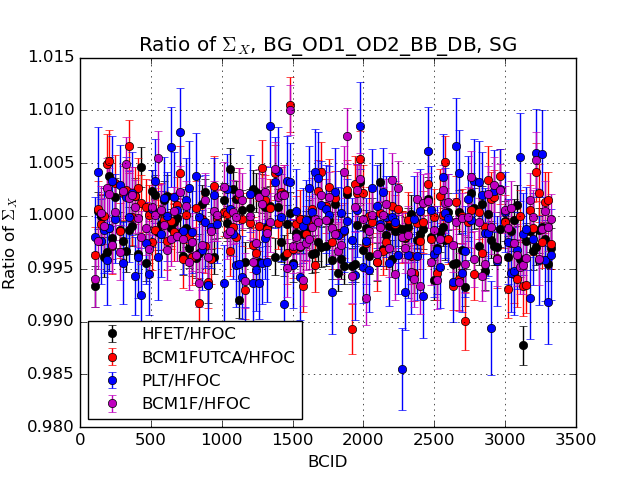 Ratio of Σ_X, BG_OD1_OD2_BB_DB, SG
1.015
1.010
1.005
1.000
0.995
0.990
0.985
0.980
Ratio of Σ_X
HFET/HFOC
BCM1FUTCA/HFOC
PLT/HFOC
BCM1F/HFOC
0 500 1000 1500 2000 2500 3000 3500
BCID